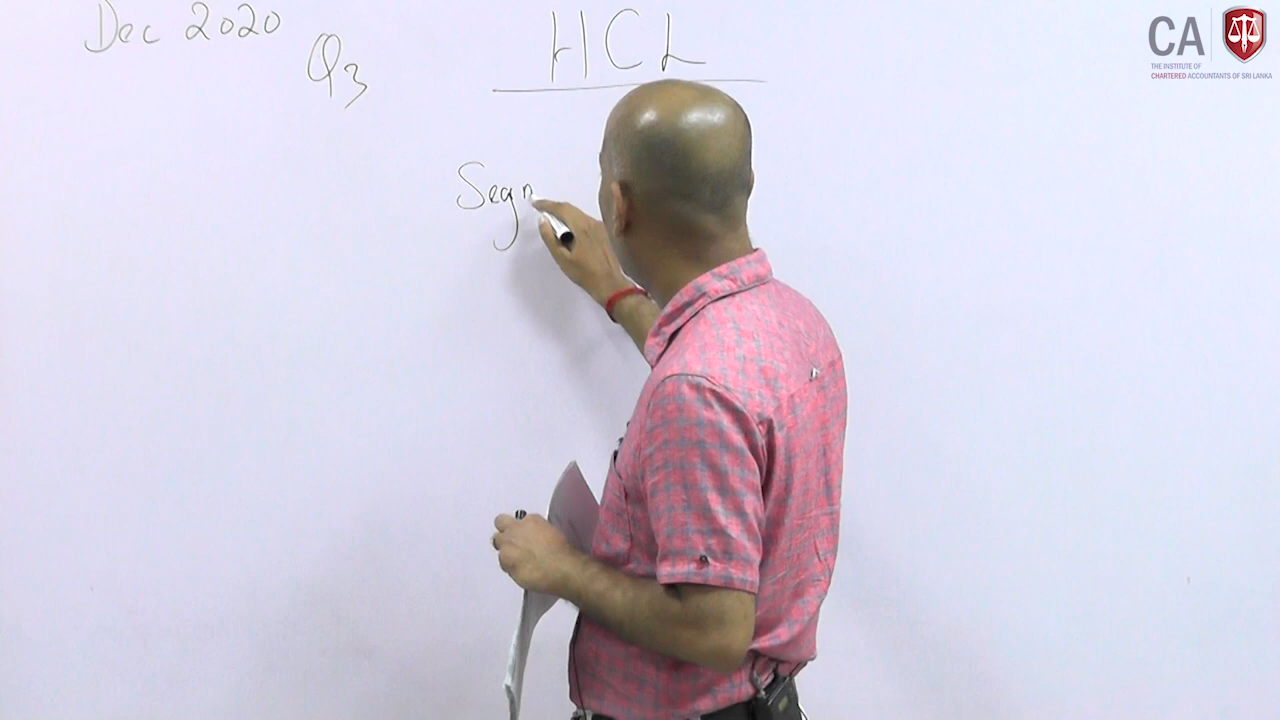 Dec 2020
Q3
HCL
Segn
CA
THE INSTITUTE OF
CHARTERED ACCOUNTANTS OF SRI LANKA